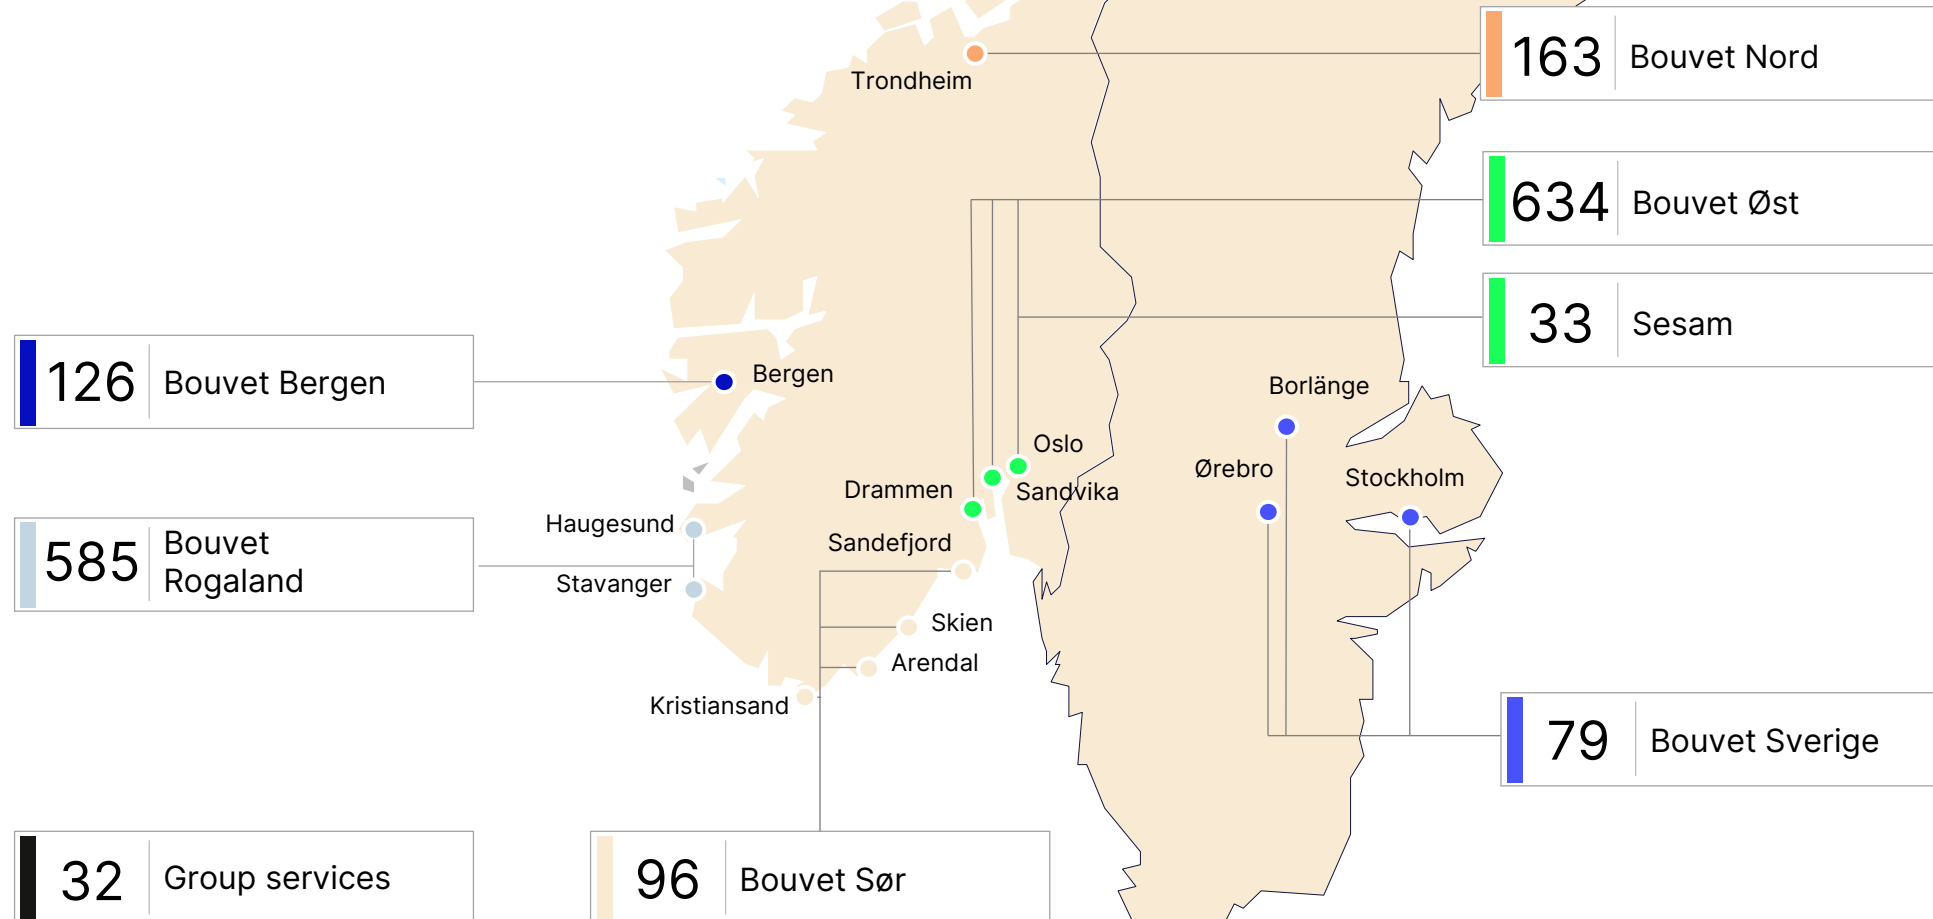 163 Bouvet Nord
Trondheim
634 Bouvet Øst
33 Sesam
126 Bouvet Bergen
Bergen
Borlänge
Oslo
Ørebro
Stockholm
Drammen
Sandvika
Haugesund
585 Bouvet
Rogaland
Sandefjord
Stavanger
Skien
Arendal
Kristiansand
79 Bouvet Sverige
32 Group services
96 Bouvet Sør